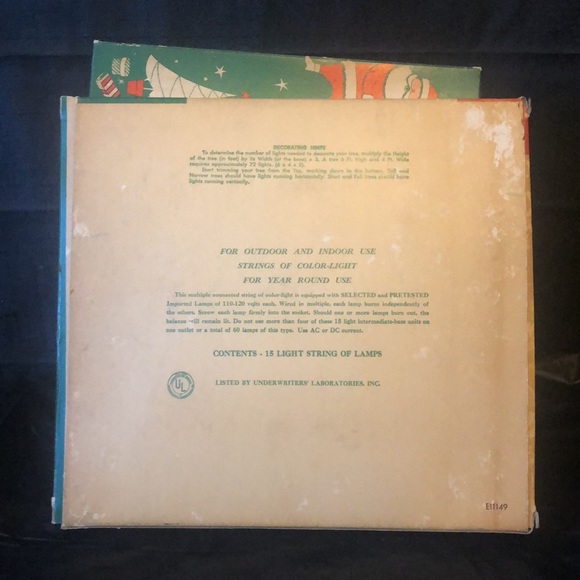 DECORATING HINTS
To determine the number of lights needed to decorate your tree, multiply the Height
of the tree (in feet) by its Width (at the base) x 3. A tree 6 Ft. High and 4 Ft. Wide
requires approximately 72 lights. (6 x 4 x 3).
Start trimming your tree from the top, working down to the bottom. Tall and
Narrow trees should have lights running horizontally. Short and Full trees should have
lights running vertically.
FOR OUTDOOR AND INDOOR USE
STRINGS OF COLOR-LIGHT
FOR YEAR ROUND USE
This multiple connected string of color-light is equipped with SELECTED and PRETESTED
Imported Lamps of 110-120 volts each. Wired in multiple, each lamp burns independently
of the others. Screw each lamp firmly into the socket. Should one or more lamps burn out, the
balance will remain lit. Do not use more than four of these 15 light intermediate-base units on
one outlet or a total of 60 lamps of this type. Use AC or DC current.
CONTENTS - 15 LIGHT STRING OF LAMPS
UL
LISTED BY UNDERWRITERS' LABORATORIES, INC.